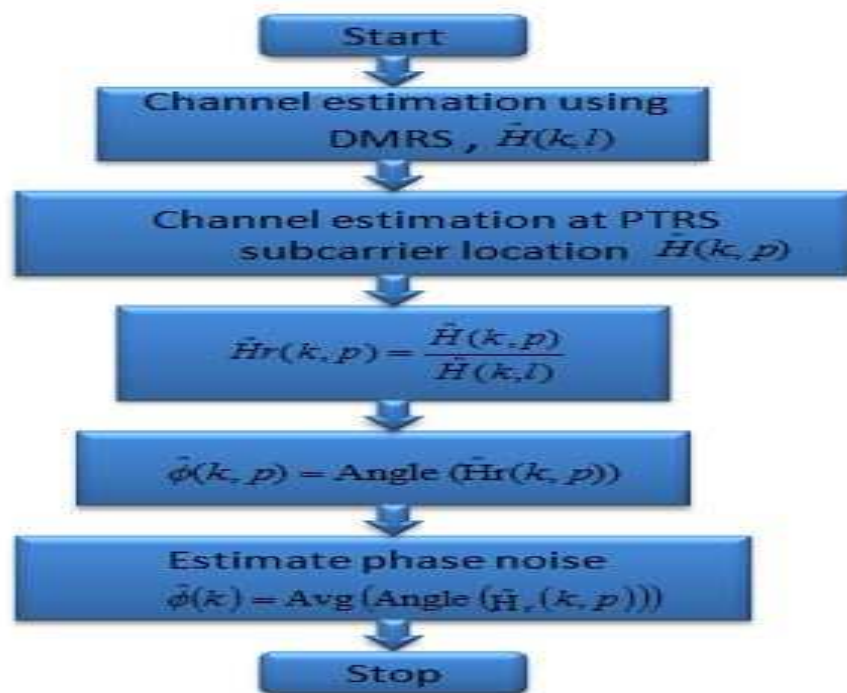 Start
Channel estimation using
DMRS , Ĥ(k,l)
Channel estimation at PTRS
subcarrier location Ĥ(k, p)
Ĥr(k, p) = Ĥ(k, p) / Ĥ(k,l)
φ̂(k, p) = Angle (Ĥr(k, p))
Estimate phase noise
φ̂(k) = Avg (Angle (Ĥᵣ(k, p)))
Stop